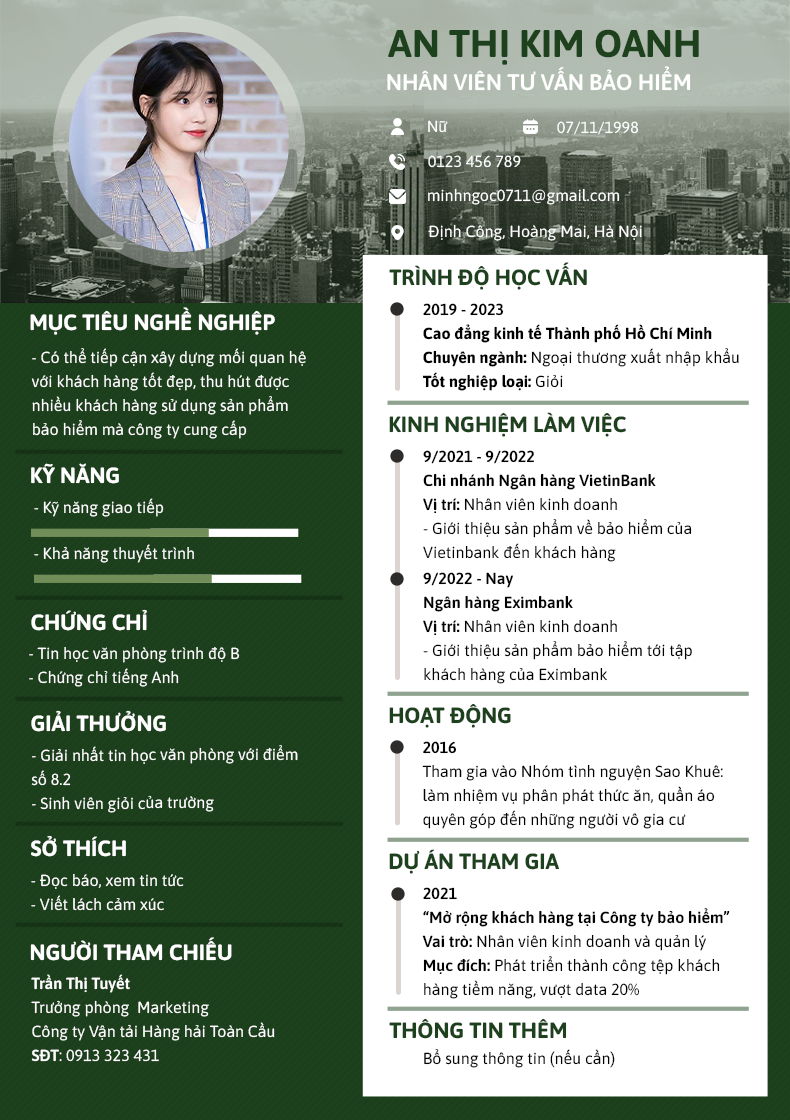 AN THỊ KIM OANH
NHÂN VIÊN TƯ VẤN BẢO HIỂM
Nữ
07/11/1998
0123 456 789
minhngoc0711@gmail.com
Định Công, Hoàng Mai, Hà Nội
MỤC TIÊU NGHỀ NGHIỆP
- Có thể tiếp cận xây dựng mối quan hệ
với khách hàng tốt đẹp, thu hút được
nhiều khách hàng sử dụng sản phẩm
bảo hiểm mà công ty cung cấp
KỸ NĂNG
- Kỹ năng giao tiếp
- Khả năng thuyết trình
CHỨNG CHỈ
- Tin học văn phòng trình độ B
- Chứng chỉ tiếng Anh
GIẢI THƯỞNG
- Giải nhất tin học văn phòng với điểm
số 8.2
- Sinh viên giỏi của trường
SỞ THÍCH
- Đọc báo, xem tin tức
- Viết lách cảm xúc
NGƯỜI THAM CHIẾU
Trần Thị Tuyết
Trưởng phòng Marketing
Công ty Vận tải Hàng hải Toàn Cầu
SĐT: 0913 323 431
TRÌNH ĐỘ HỌC VẤN
2019 - 2023
Cao đẳng kinh tế Thành phố Hồ Chí Minh
Chuyên ngành: Ngoại thương xuất nhập khẩu
Tốt nghiệp loại: Giỏi
KINH NGHIỆM LÀM VIỆC
9/2021 - 9/2022
Chi nhánh Ngân hàng VietinBank
Vị trí: Nhân viên kinh doanh
- Giới thiệu sản phẩm về bảo hiểm của
Vietinbank đến khách hàng
9/2022 - Nay
Ngân hàng Eximbank
Vị trí: Nhân viên kinh doanh
- Giới thiệu sản phẩm bảo hiểm tới tập
khách hàng của Eximbank
HOẠT ĐỘNG
2016
Tham gia vào Nhóm tình nguyện Sao Khuê:
làm nhiệm vụ phân phát thức ăn, quần áo
quyên góp đến những người vô gia cư
DỰ ÁN THAM GIA
2021
“Mở rộng khách hàng tại Công ty bảo hiểm”
Vai trò: Nhân viên kinh doanh và quản lý
Mục đích: Phát triển thành công tệp khách
hàng tiềm năng, vượt data 20%
THÔNG TIN THÊM
Bổ sung thông tin (nếu cần)